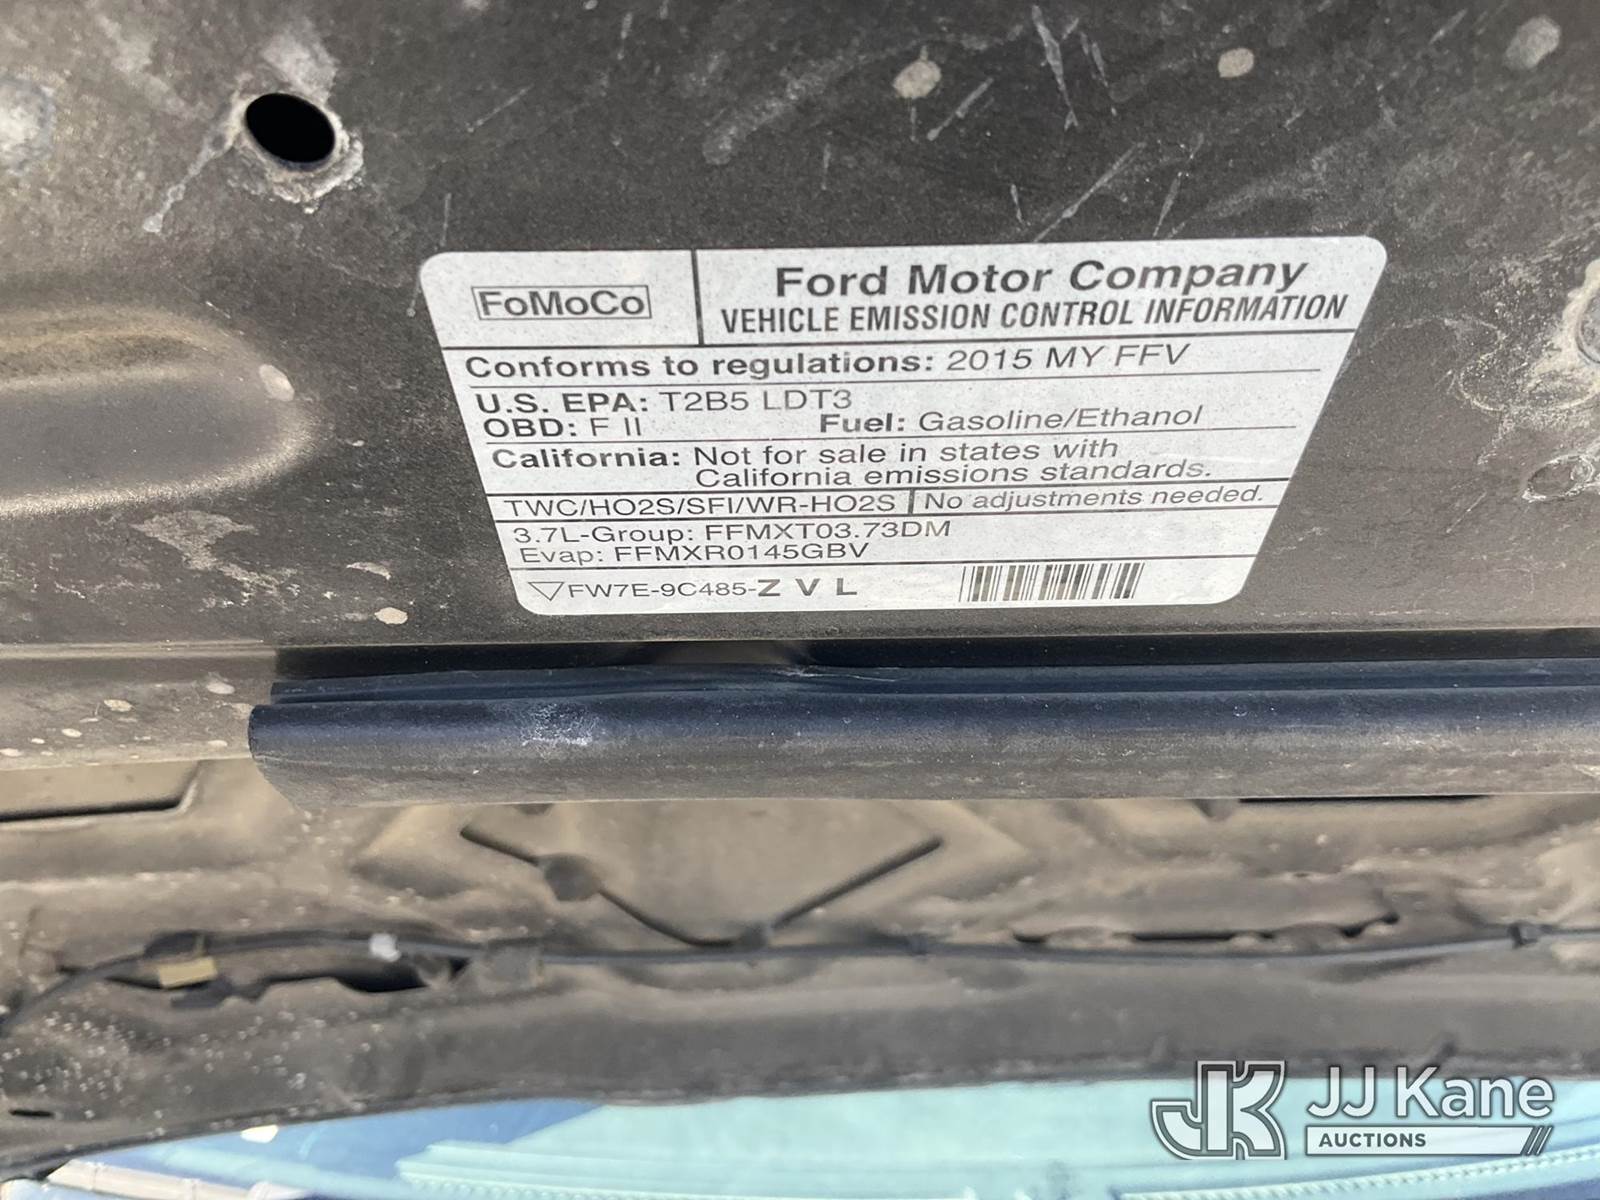 FoMoCo
Ford Motor Company
VEHICLE EMISSION CONTROL INFORMATION
Conforms to regulations: 2015 MY FFV
U.S. EPA: T2B5 LDT3
OBD: F II Fuel: Gasoline/Ethanol
California: Not for sale in states with
California emissions standards.
TWC/HO2S/SFI/WR-HO2S No adjustments needed.
3.7L-Group: FFMXT03.73DM
Evap: FFMXR0145GBV
FW7E-9C485-Z V L
JK JJ Kane
AUCTIONS